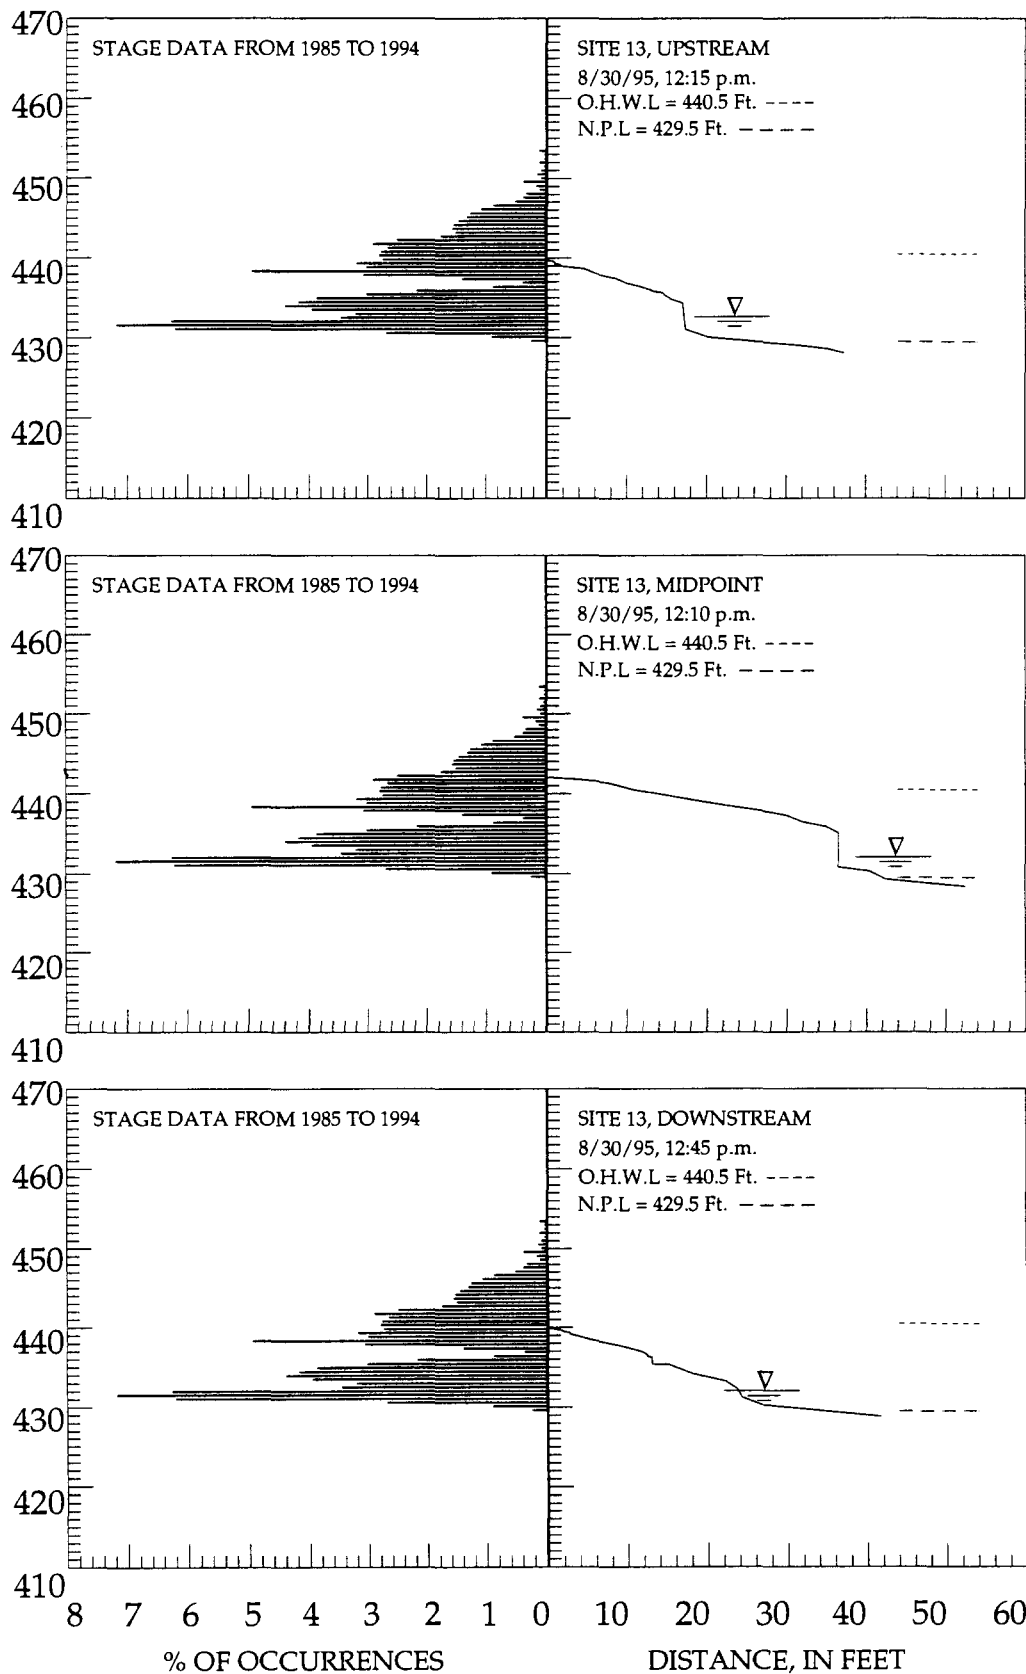 470
460
450
440
430
420
410
STAGE DATA FROM 1985 TO 1994
SITE 13, UPSTREAM
8/30/95, 12:15 p.m.
O.H.W.L = 440.5 Ft.
N.P.L = 429.5 Ft.
470
460
450
440
430
420
410
STAGE DATA FROM 1985 TO 1994
SITE 13, MIDPOINT
8/30/95, 12:10 p.m.
O.H.W.L = 440.5 Ft.
N.P.L = 429.5 Ft.
470
460
450
440
430
420
410
STAGE DATA FROM 1985 TO 1994
SITE 13, DOWNSTREAM
8/30/95, 12:45 p.m.
O.H.W.L = 440.5 Ft.
N.P.L = 429.5 Ft.
8 7 6 5 4 3 2 1 0 10 20 30 40 50 60
% OF OCCURRENCES
DISTANCE, IN FEET